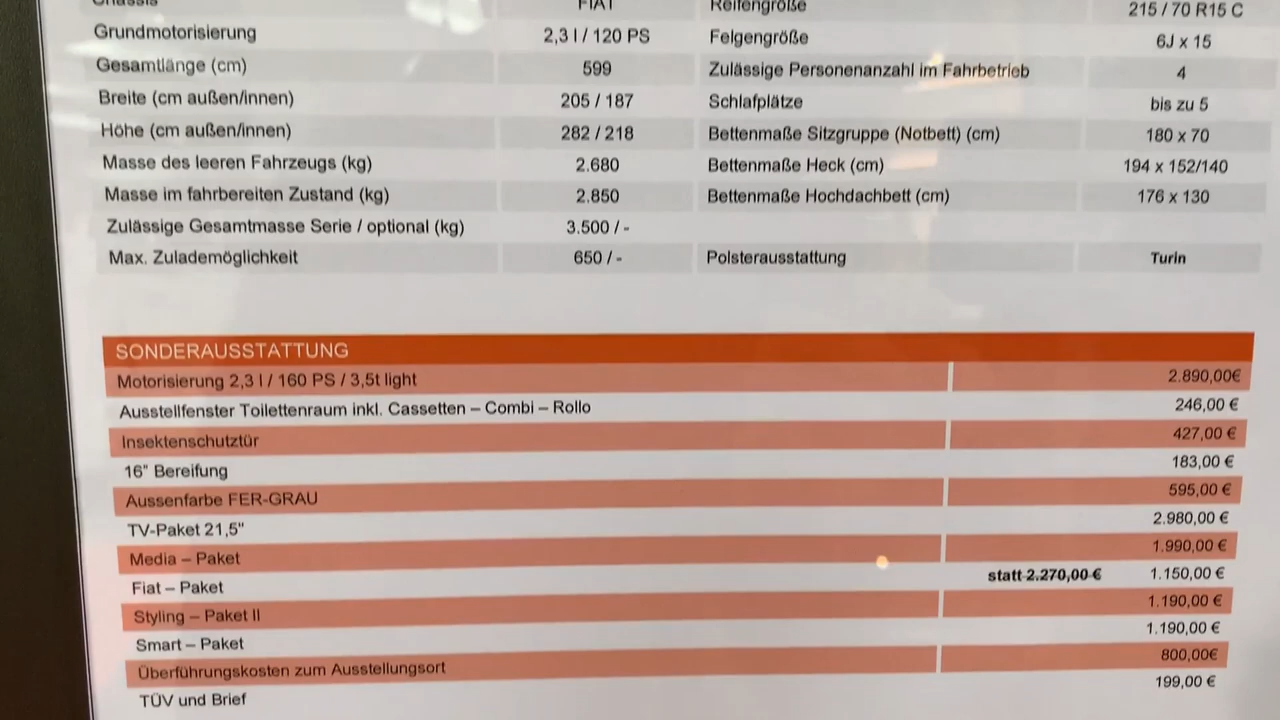 Chassis FIAT Reifengröße 215 / 70 R15 C
Grundmotorisierung 2,3 l / 120 PS Felgengröße 6J x 15
Gesamtlänge (cm) 599 Zulässige Personenanzahl im Fahrbetrieb 4
Breite (cm außen/innen) 205 / 187 Schlafplätze bis zu 5
Höhe (cm außen/innen) 282 / 218 Bettenmaße Sitzgruppe (Notbett) (cm) 180 x 70
Masse des leeren Fahrzeugs (kg) 2.680 Bettenmaße Heck (cm) 194 x 152/140
Masse im fahrbereiten Zustand (kg) 2.850 Bettenmaße Hochdachbett (cm) 176 x 130
Zulässige Gesamtmasse Serie / optional (kg) 3.500 / -
Max. Zulademöglichkeit 650 / - Polsterausstattung Turin
SONDERAUSSTATTUNG
Motorisierung 2,3 l / 160 PS / 3,5t light 2.890,00€
Ausstellfenster Toilettenraum inkl. Cassetten – Combi – Rollo 246,00 €
Insektenschutztür 427,00 €
16" Bereifung 183,00 €
Aussenfarbe FER-GRAU 595,00 €
TV-Paket 21,5" 2.980,00 €
Media – Paket 1.990,00 €
Fiat – Paket statt 2.270,00 € 1.150,00 €
Styling – Paket II 1.190,00 €
Smart – Paket 1.190,00 €
Überführungskosten zum Ausstellungsort 800,00€
TÜV und Brief 199,00 €